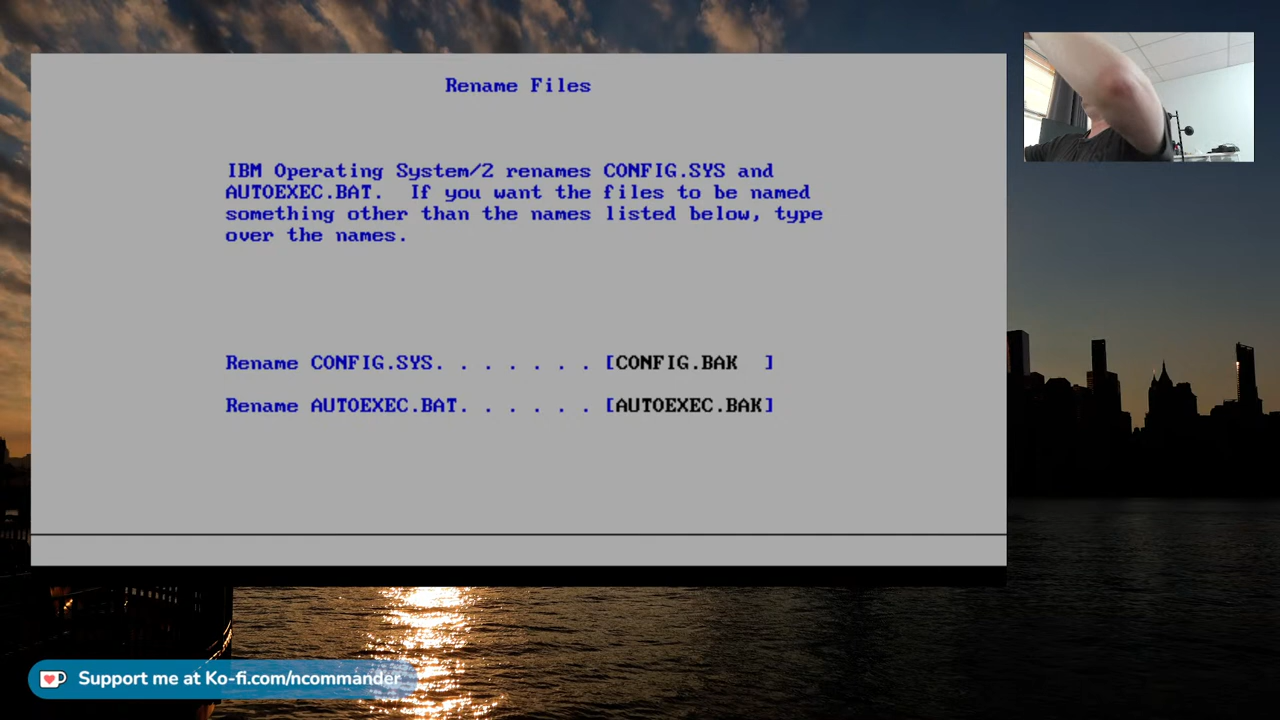 Rename Files
IBM Operating System/2 renames CONFIG.SYS and
AUTOEXEC.BAT.  If you want the files to be named
something other than the names listed below, type
over the names.
Rename CONFIG.SYS. . . . . . . [CONFIG.BAK  ]
Rename AUTOEXEC.BAT. . . . . . [AUTOEXEC.BAK]
Support me at Ko-fi.com/ncommander